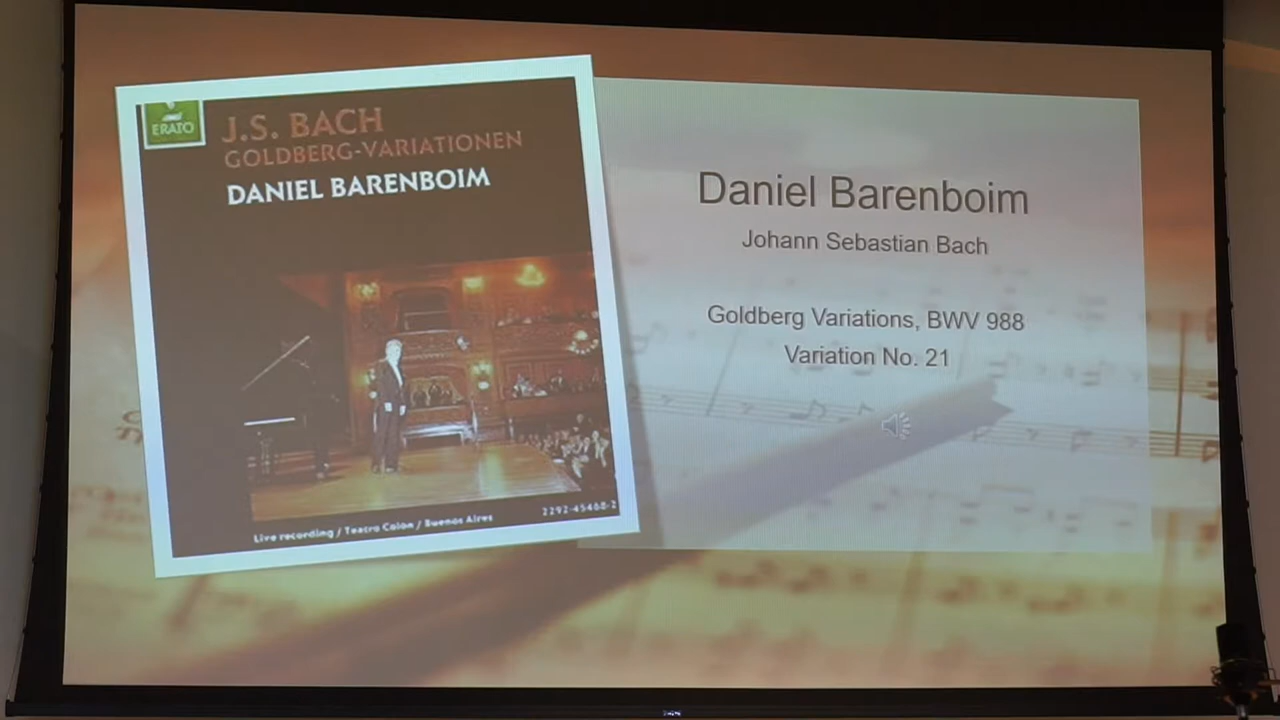 ERATO
J.S. BACH
GOLDBERG-VARIATIONEN
DANIEL BARENBOIM
Live recording / Teatro Colon / Buenos Aires
2292-45468-2
Daniel Barenboim
Johann Sebastian Bach
Goldberg Variations, BWV 988
Variation No. 21